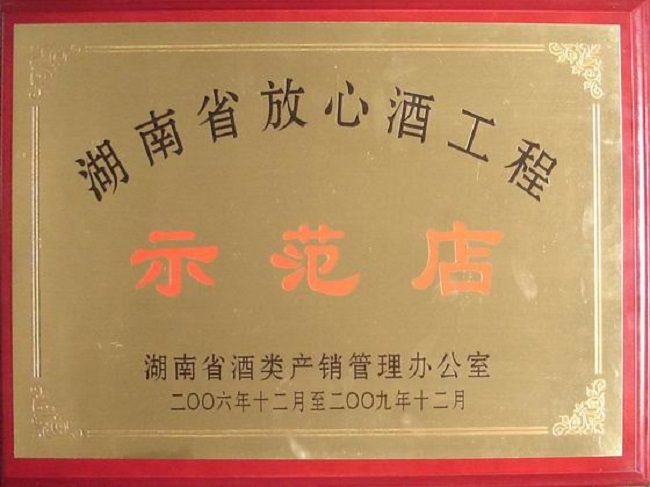 湖南省放心酒工程
示范店
湖南省酒类产销管理办公室
二〇〇六年十二月至二〇〇九年十二月